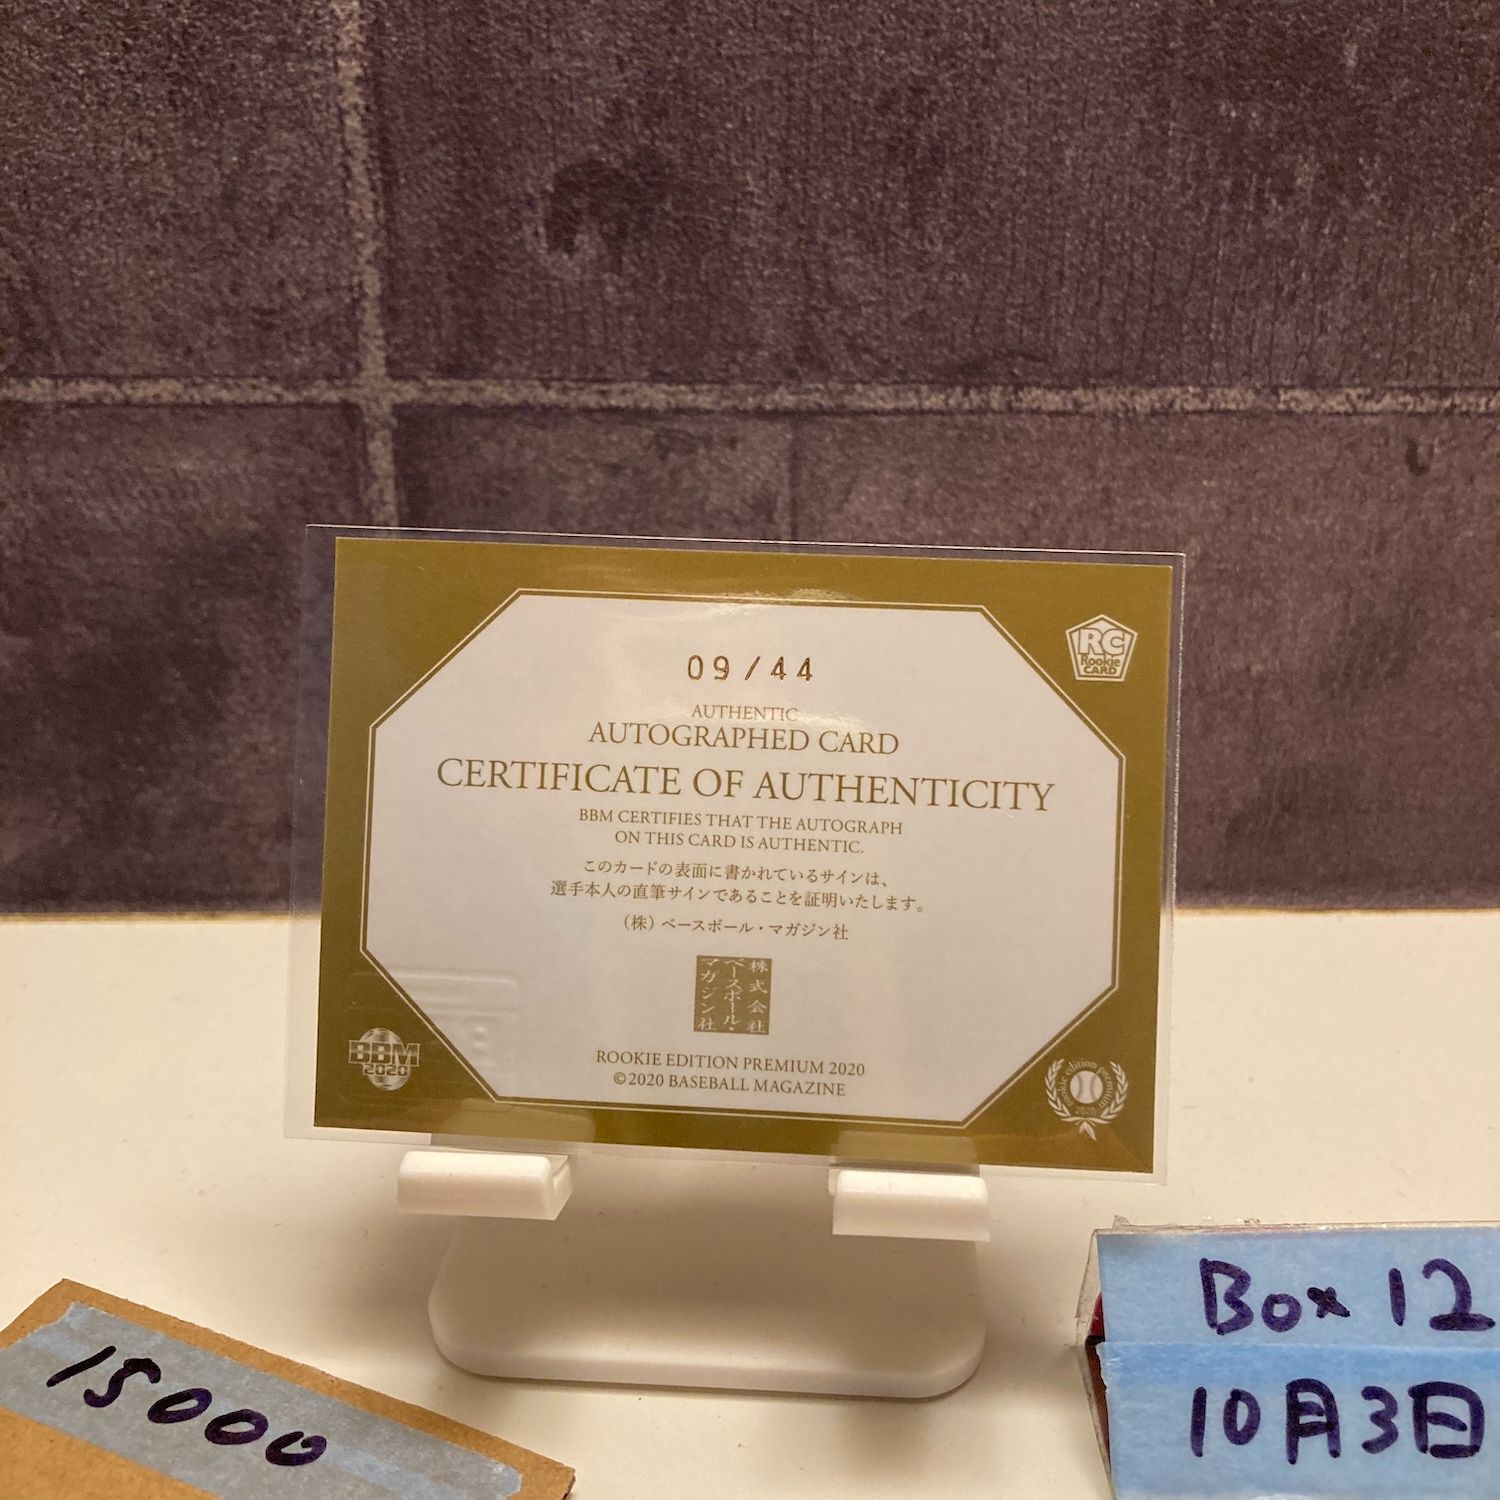 09/44
RC
Rookie
CARD
AUTHENTIC
AUTOGRAPHED CARD
CERTIFICATE OF AUTHENTICITY
BBM CERTIFIES THAT THE AUTOGRAPH
ON THIS CARD IS AUTHENTIC.
このカードの表面に書かれているサインは、
選手本人の直筆サインであることを証明いたします。
（株）ベースボール・マガジン社
株式会社
ベースボール・
マガジン社
BBM
2020
ROOKIE EDITION PREMIUM 2020
©2020 BASEBALL MAGAZINE
rookie edition premium
2020
15000
Box 12
10月3日